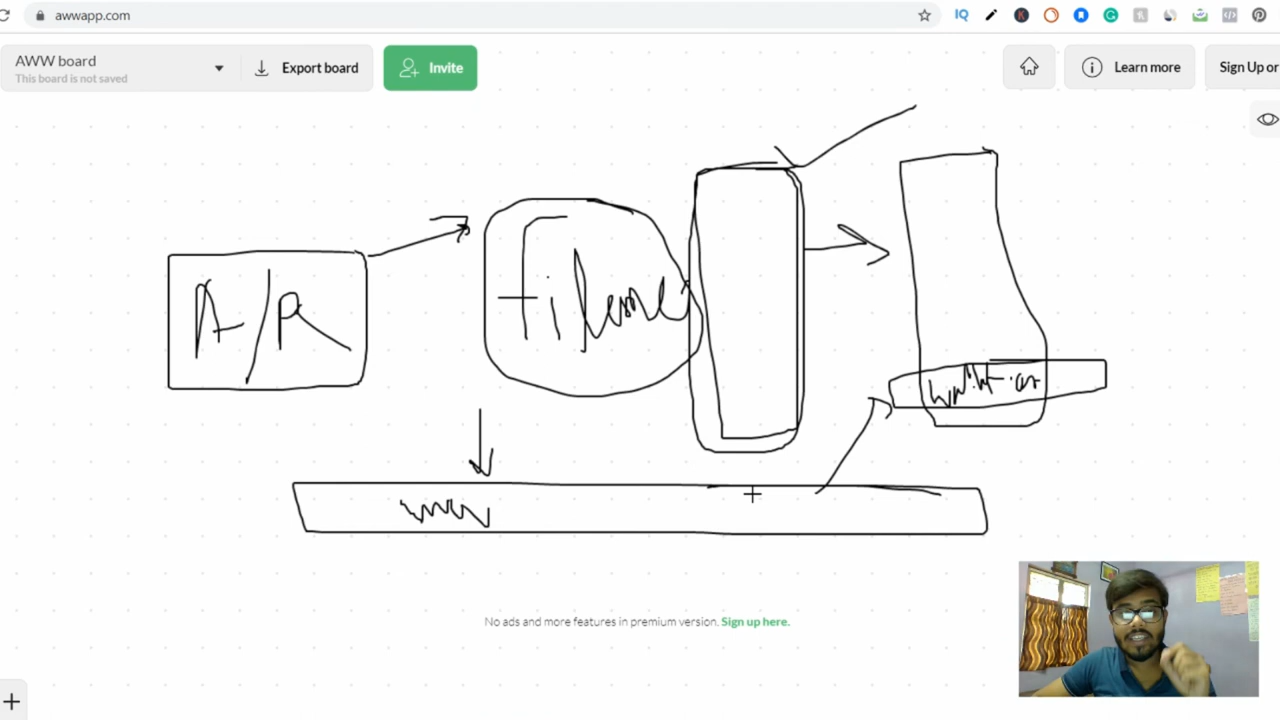 awwapp.com
IQ
AWW board
This board is not saved
Export board
Invite
Learn more
Sign Up or
A/R
No ads and more features in premium version. Sign up here.